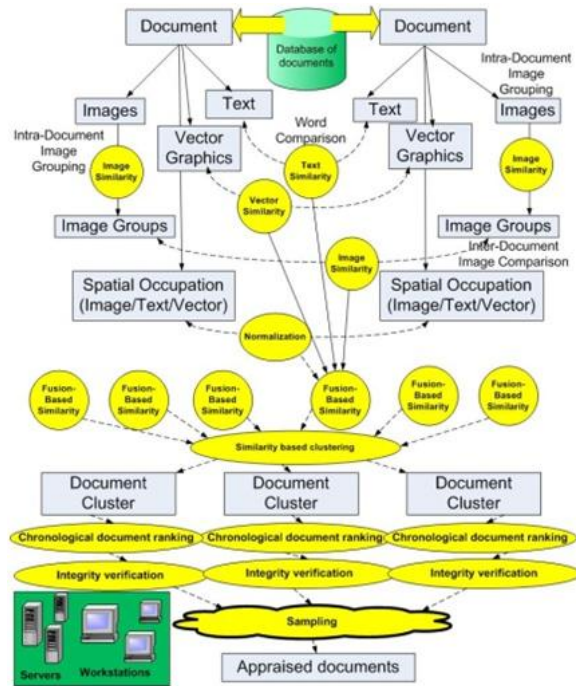 Document
Database of
documents
Document
Intra-Document
Image
Grouping
Images
Text
Word
Comparison
Text
Images
Intra-Document
Image
Grouping
Vector
Graphics
Vector
Graphics
Image
Similarity
Text
Similarity
Image
Similarity
Vector
Similarity
Image Groups
Image Groups
Inter-Document
Image Comparison
Image
Similarity
Spatial Occupation
(Image/Text/Vector)
Spatial Occupation
(Image/Text/Vector)
Normalization
Fusion-
Based
Similarity
Fusion-
Based
Similarity
Fusion-
Based
Similarity
Fusion-
Based
Similarity
Fusion-
Based
Similarity
Fusion-
Based
Similarity
Similarity based clustering
Document
Cluster
Document
Cluster
Document
Cluster
Chronological document ranking
Chronological document ranking
Chronological document ranking
Integrity verification
Integrity verification
Integrity verification
Sampling
Servers
Workstations
Appraised documents